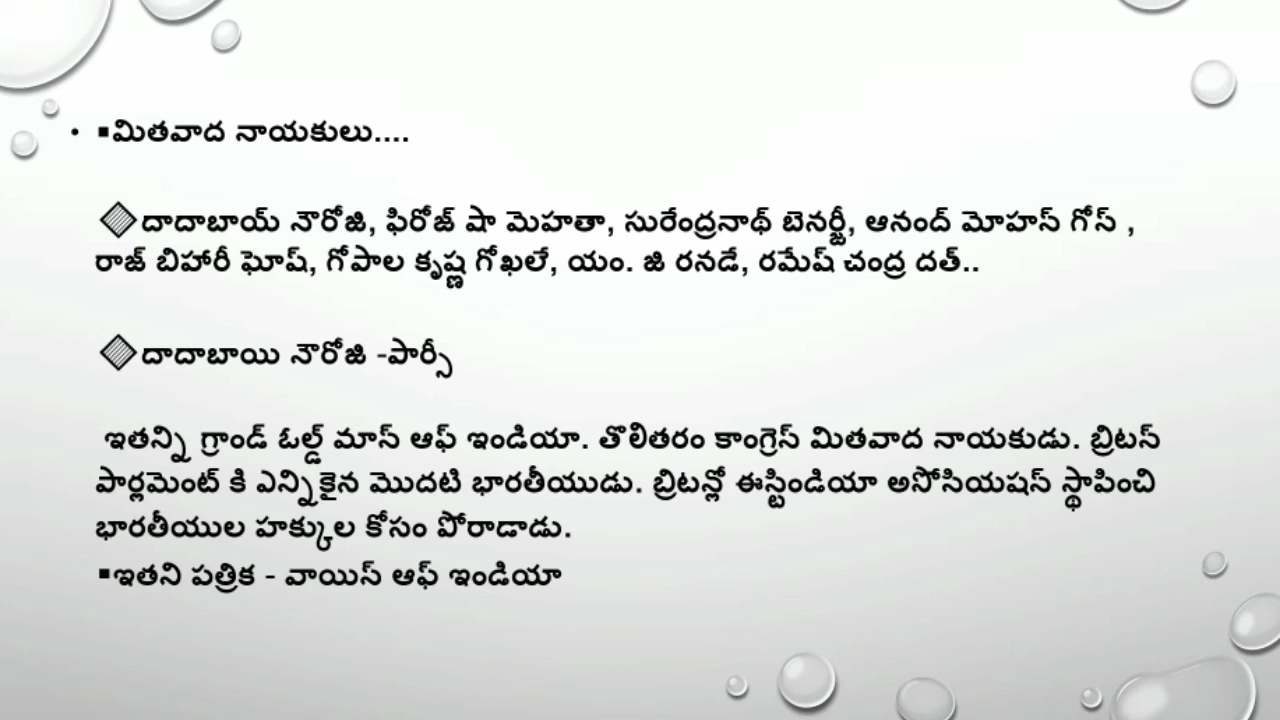 • ▪మితవాద నాయకులు....
దాదాబాయ్ నౌరోజి, ఫిరోజ్ షా మెహతా, సురేంద్రనాథ్ బెనర్జీ, ఆనంద్ మోహన్ గోస్ ,
రాజ్ బిహారీ ఘోష్, గోపాల కృష్ణ గోఖలే, యం. జి రనడే, రమేష్ చంద్ర దత్..
దాదాబాయి నౌరోజి -పార్సీ
ఇతన్ని గ్రాండ్ ఓల్డ్ మాన్ ఆఫ్ ఇండియా. తొలితరం కాంగ్రెస్ మితవాద నాయకుడు. బ్రిటన్
పార్లమెంట్ కి ఎన్నికైన మొదటి భారతీయుడు. బ్రిటన్లో ఈస్టిండియా అసోసియషన్ స్థాపించి
భారతీయుల హక్కుల కోసం పోరాడాడు.
▪ఇతని పత్రిక - వాయిస్ ఆఫ్ ఇండియా